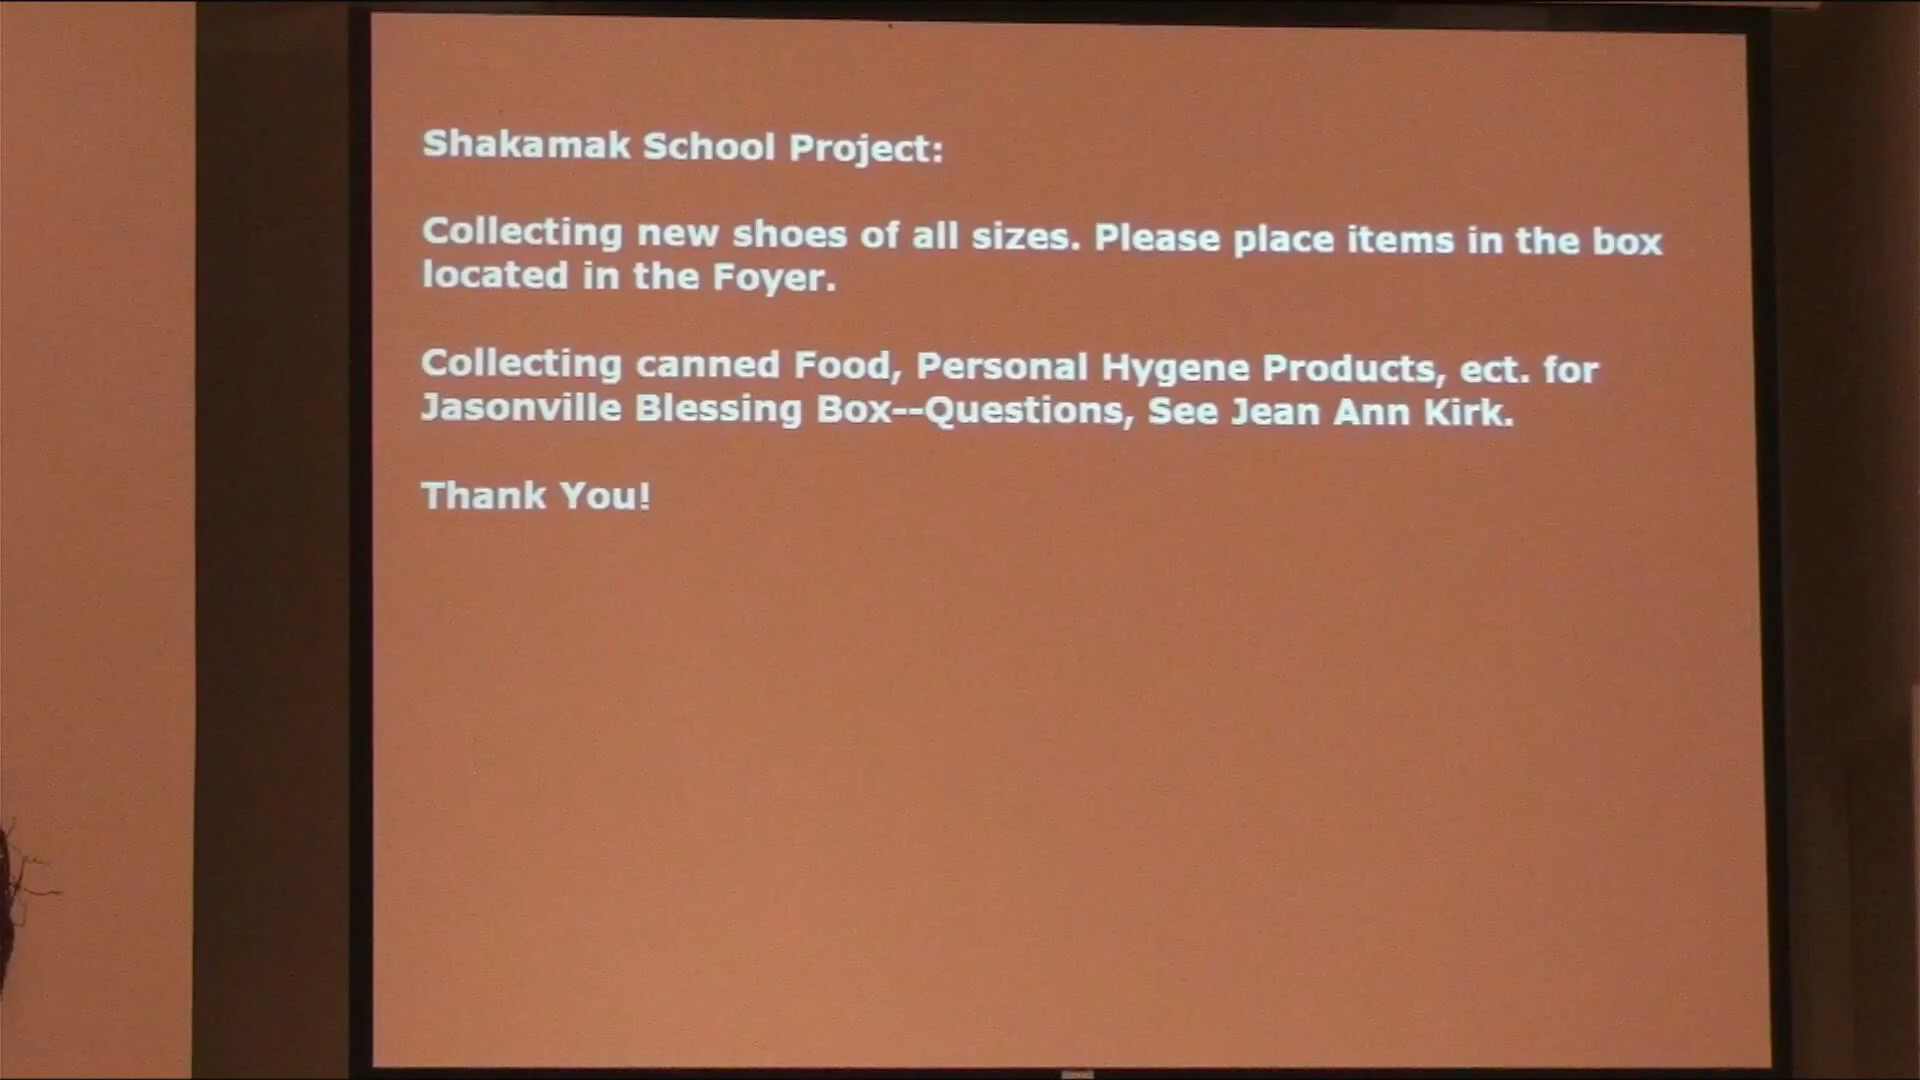 Shakamak School Project:
Collecting new shoes of all sizes. Please place items in the box
located in the Foyer.
Collecting canned Food, Personal Hygene Products, ect. for
Jasonville Blessing Box--Questions, See Jean Ann Kirk.
Thank You!